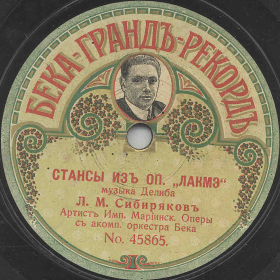 БЕКА-ГРАНДЪ-РЕКОРДЪ
СТАНСЫ ИЗЪ ОП. „ЛАКМЭ“
музыка Делиба
Л. М. Сибиряковъ
Артистъ Имп. Маріинск. Оперы
съ акомп. оркестра Бека
No. 45865.